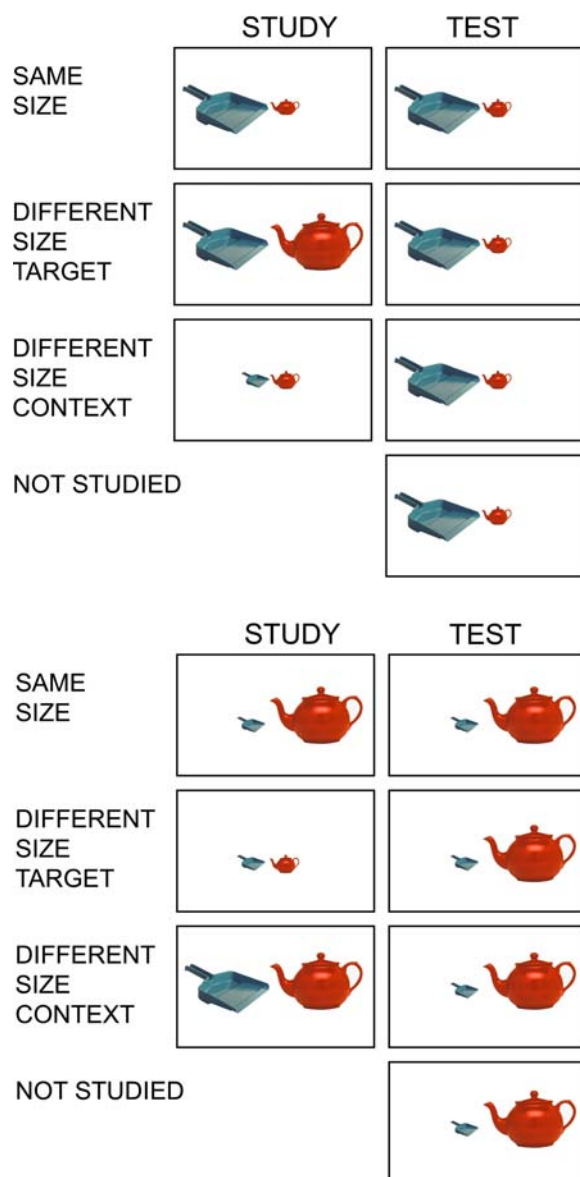 STUDY TEST
SAME
SIZE
DIFFERENT
SIZE
TARGET
DIFFERENT
SIZE
CONTEXT
NOT STUDIED
STUDY TEST
SAME
SIZE
DIFFERENT
SIZE
TARGET
DIFFERENT
SIZE
CONTEXT
NOT STUDIED